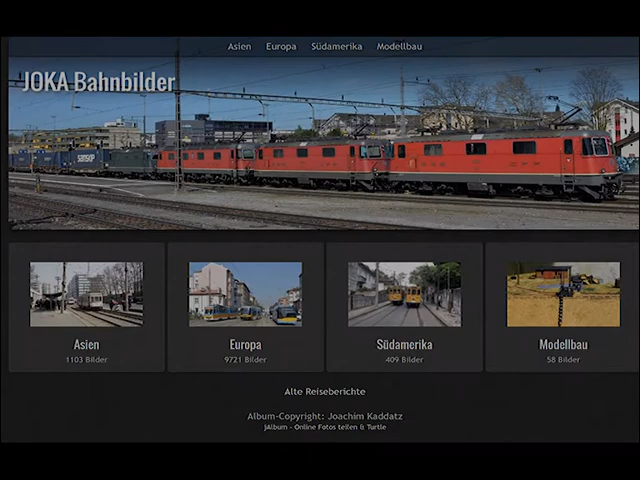 Asien Europa Südamerika Modellbau
JOKA Bahnbilder
Asien Europa Südamerika Modellbau
1103 Bilder 9721 Bilder 409 Bilder 58 Bilder
Alte Reiseberichte
Album-Copyright: Joachim Kaddatz
jAlbum - Online Fotos teilen & Turtle